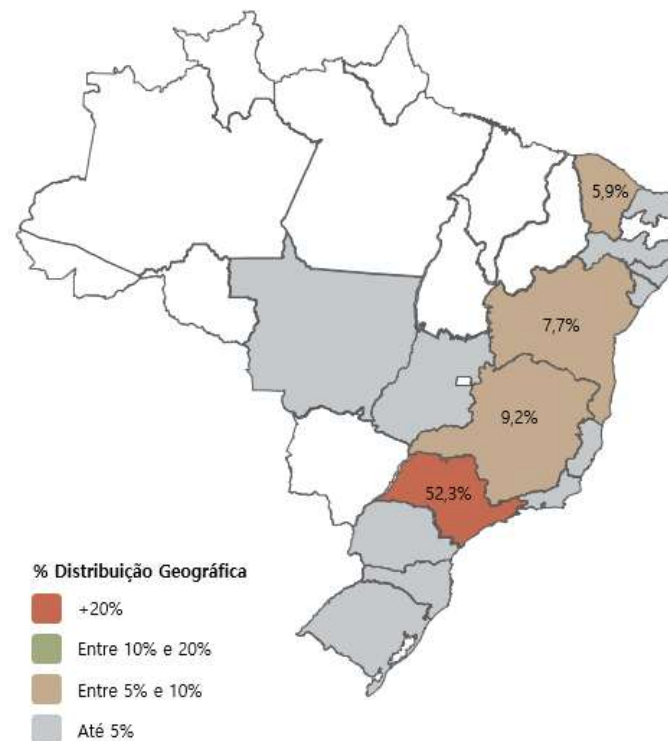 5,9%
7,7%
9,2%
52,3%
% Distribuição Geográfica
+20%
Entre 10% e 20%
Entre 5% e 10%
Até 5%